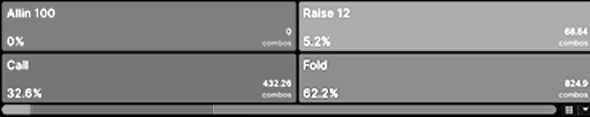 Allin 100
0
0%
combos
Raise 12
68.84
5.2%
combos
Call
432.26
32.6%
combos
Fold
824.9
62.2%
combos